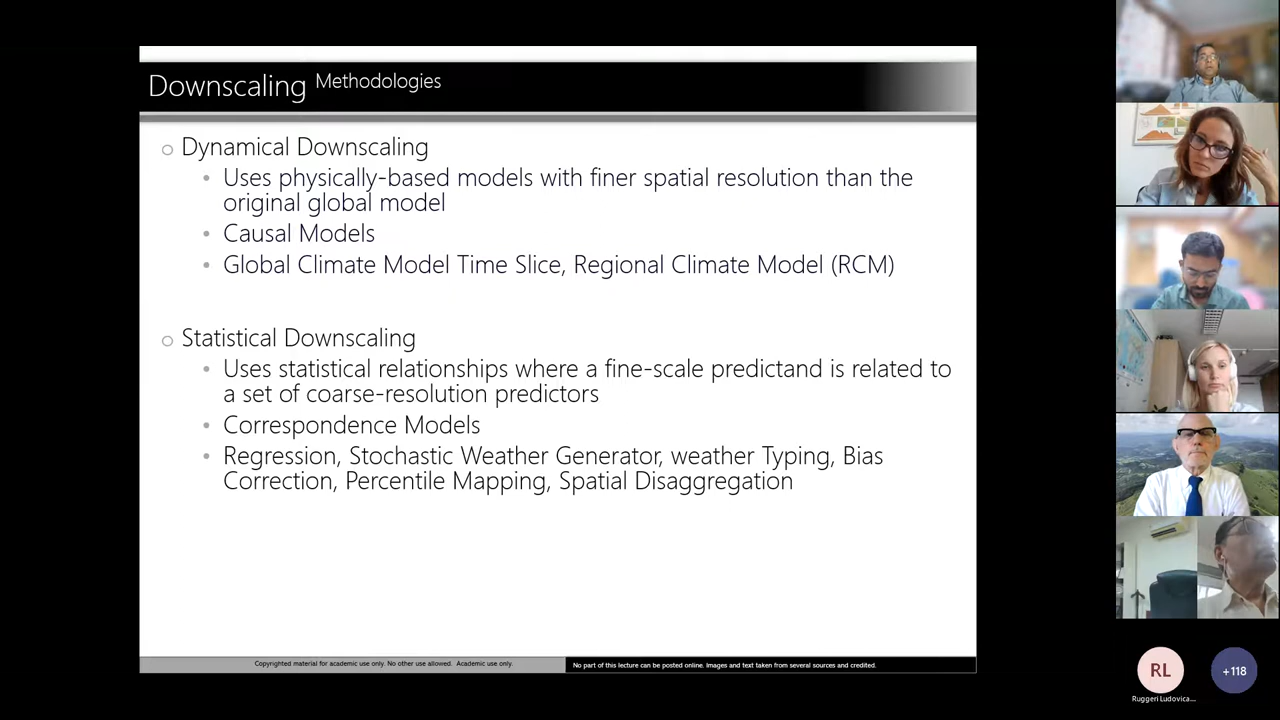 Downscaling Methodologies
Dynamical Downscaling
Uses physically-based models with finer spatial resolution than the
original global model
Causal Models
Global Climate Model Time Slice, Regional Climate Model (RCM)
Statistical Downscaling
Uses statistical relationships where a fine-scale predictand is related to
a set of coarse-resolution predictors
Correspondence Models
Regression, Stochastic Weather Generator, weather Typing, Bias
Correction, Percentile Mapping, Spatial Disaggregation
Copyrighted material for academic use only. No other use allowed. Academic use only.
No part of this lecture can be posted online. Images and text taken from several sources and credited.
RL
+118
Ruggeri Ludovica...